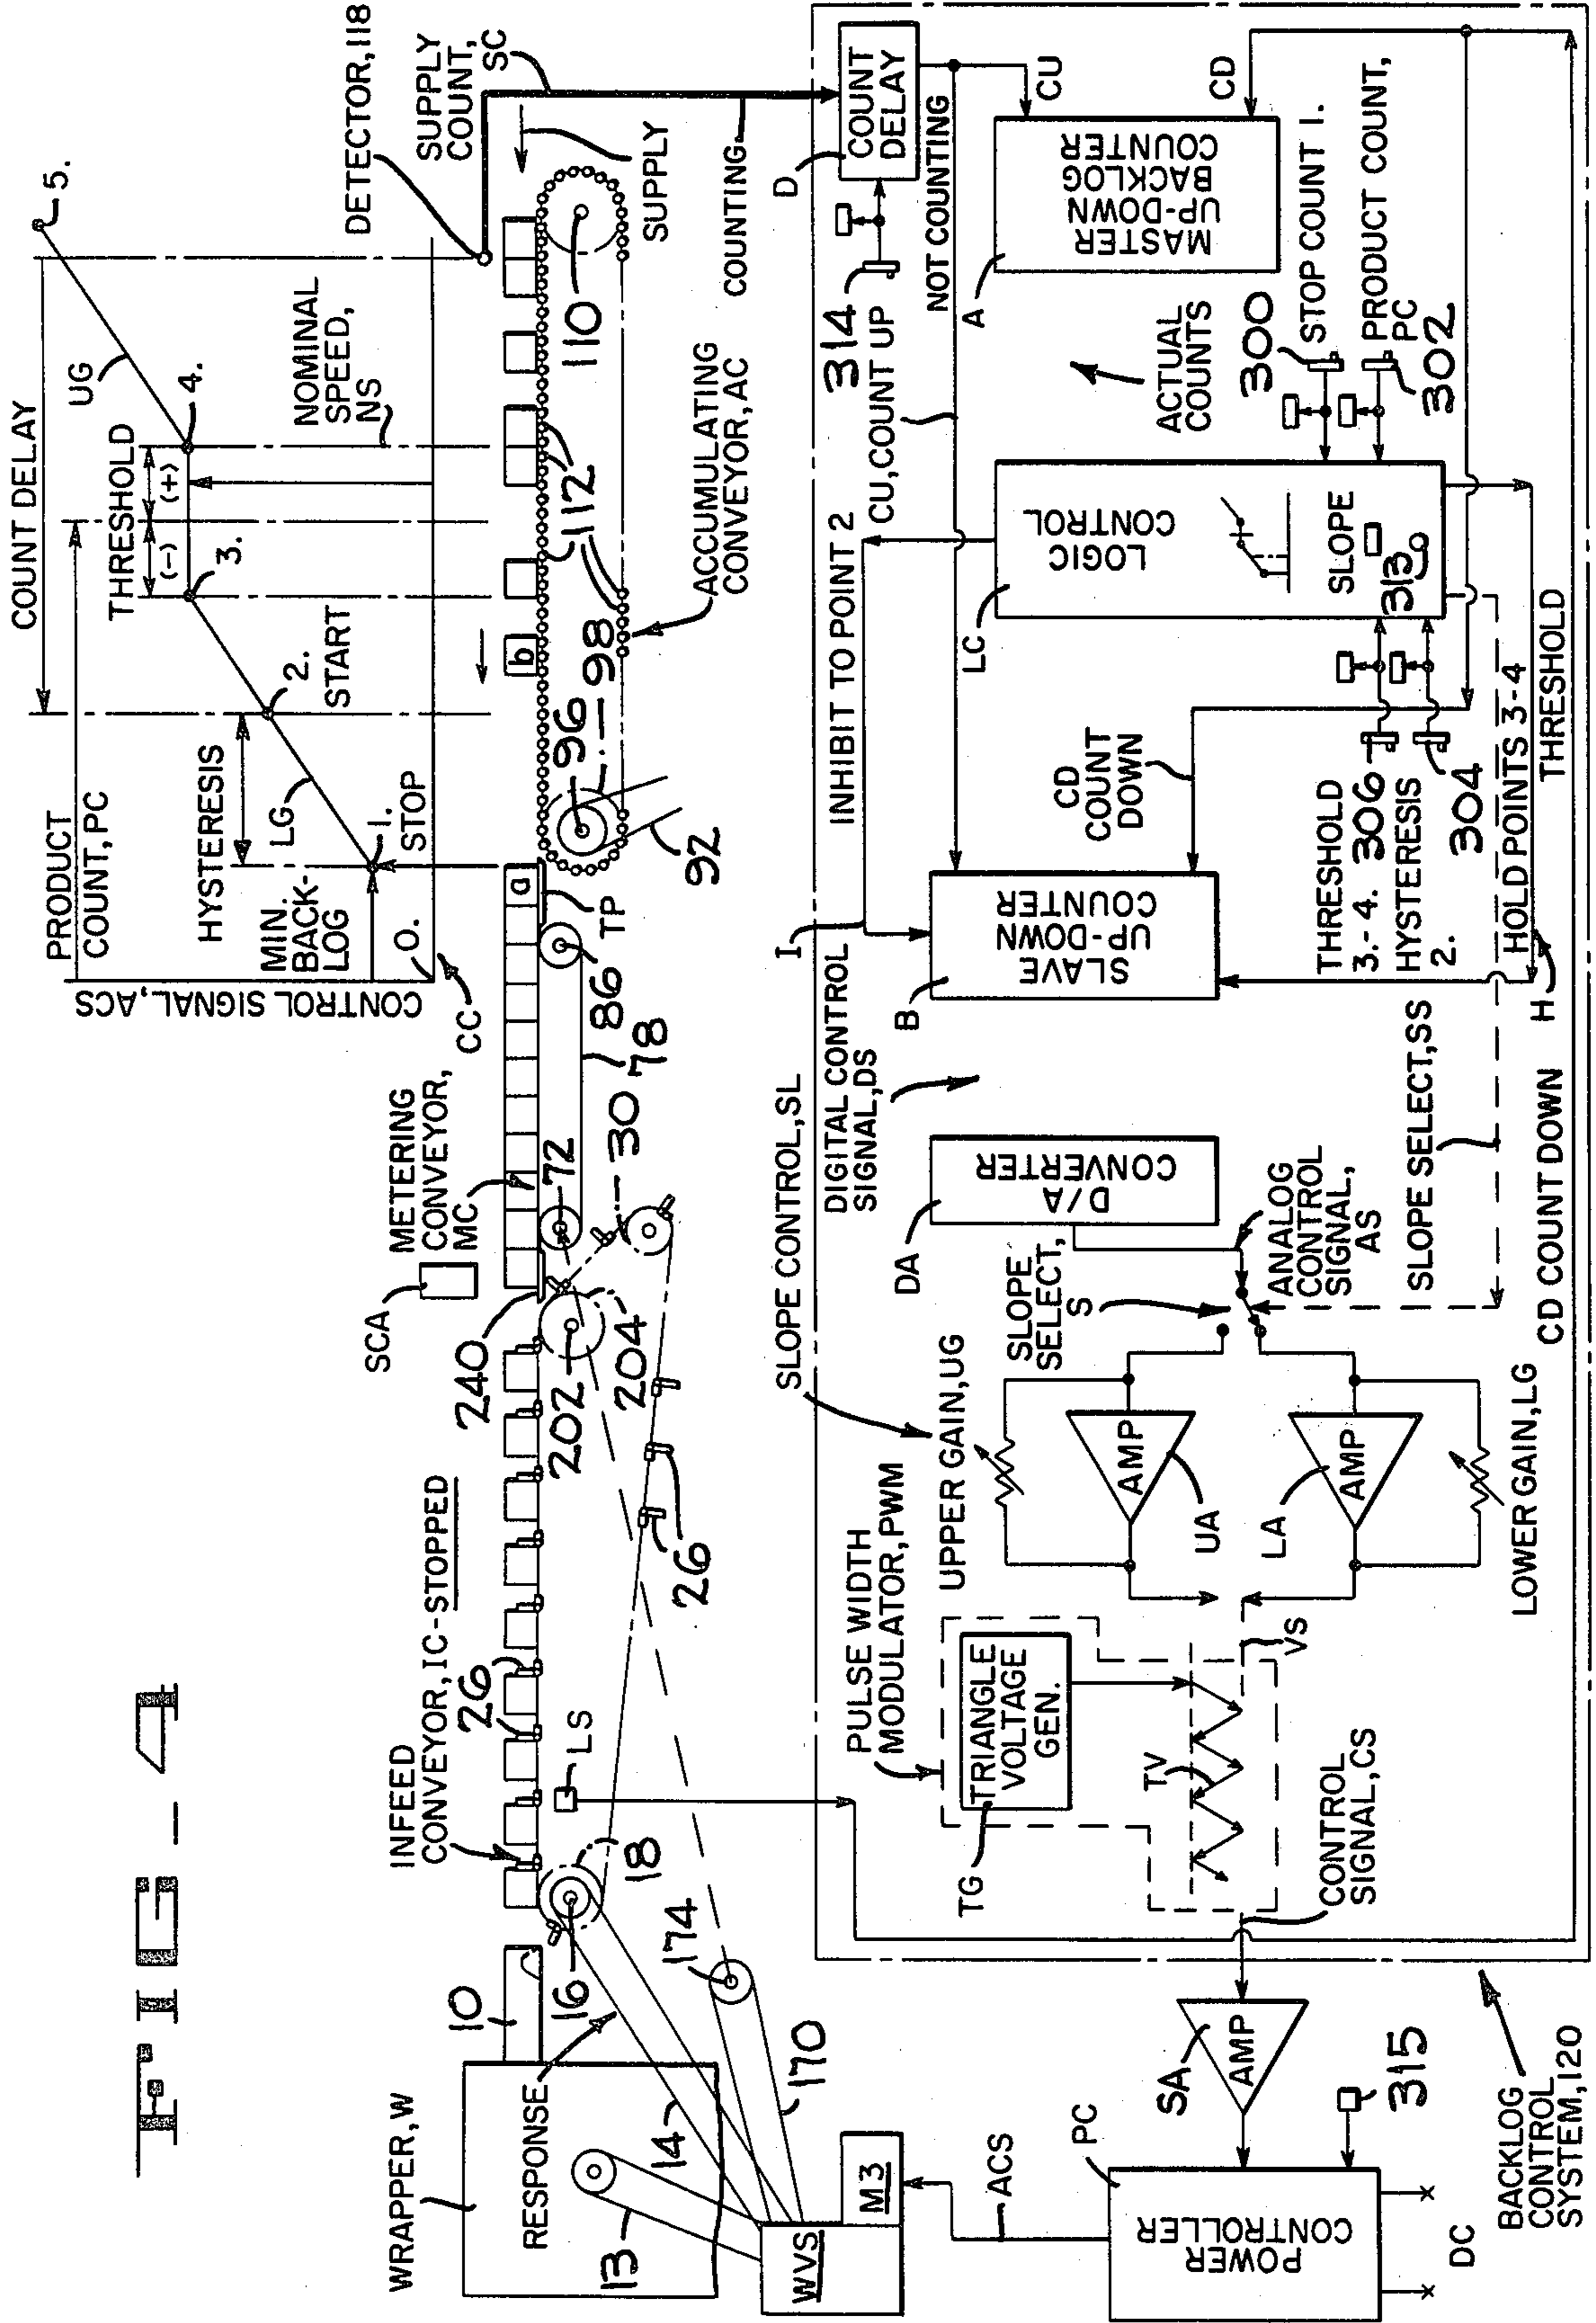 FIG-4
PRODUCT
COUNT, PC
COUNT DELAY
HYSTERESIS
THRESHOLD
(-)
(+)
UG
5.
4.
3.
NOMINAL
SPEED,
NS
2.
START
LG
MIN.
BACK-
LOG
1.
STOP
0.
CONTROL SIGNAL, ACS
CC
DETECTOR, 118
SUPPLY
COUNT,
SC
SUPPLY
COUNTING
WRAPPER, W
RESPONSE
10
13
14
16
18
INFEED
CONVEYOR, IC-STOPPED
26
LS
SCA
METERING
CONVEYOR,
MC
240
202
204
26
72
30
78
86
TP
a
b
92
96
98
112
110
ACCUMULATING
CONVEYOR, AC
174
170
WVS
M3
ACS
POWER
CONTROLLER
PC
DC
SA
AMP
315
BACKLOG
CONTROL
SYSTEM, 120
SLOPE CONTROL, SL
PULSE WIDTH
MODULATOR, PWM
TRIANGLE
VOLTAGE
GEN.
TG
TV
VS
CONTROL
SIGNAL, CS
UPPER GAIN, UG
AMP
UA
AMP
LA
LOWER GAIN, LG
SLOPE
SELECT,
S
DA
D/A
CONVERTER
ANALOG
CONTROL
SIGNAL,
AS
SLOPE SELECT, SS
CD COUNT DOWN
DIGITAL CONTROL
SIGNAL, DS
I
INHIBIT TO POINT 2
B
SLAVE
UP-DOWN
COUNTER
CD
COUNT
DOWN
THRESHOLD
3.-4. 306
HYSTERESIS
2.
304
HOLD POINTS 3-4
H
THRESHOLD
CU, COUNT UP
LC
LOGIC
CONTROL
SLOPE
313
ACTUAL
COUNTS
300
STOP COUNT 1.
PRODUCT COUNT,
PC
302
314
D
COUNT
DELAY
NOT COUNTING
A
MASTER
UP-DOWN
BACKLOG
COUNTER
CU
CD